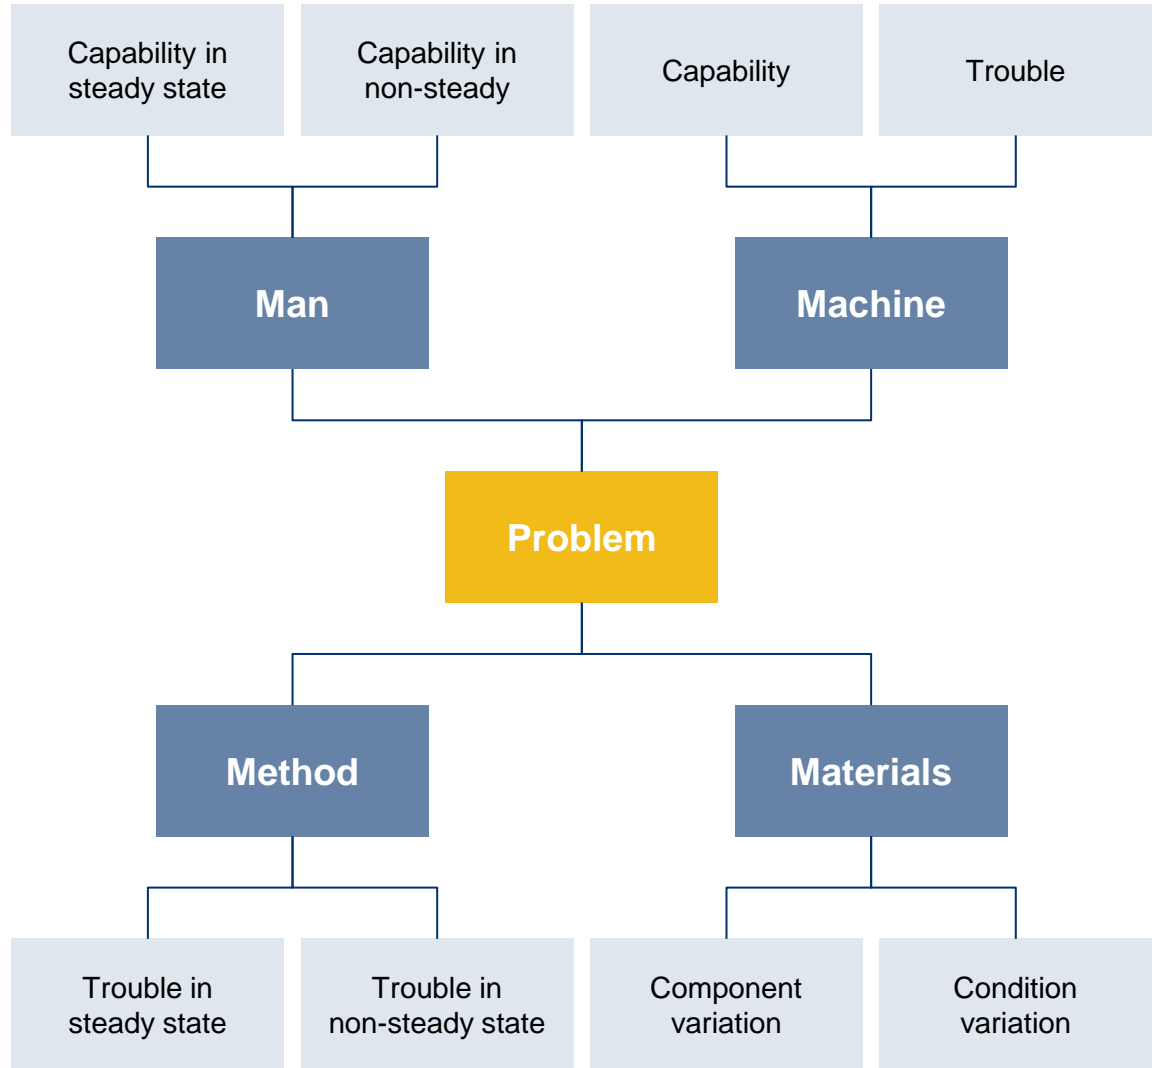 Capability in
steady state
Capability in
non-steady
Capability
Trouble
Man
Machine
Problem
Method
Materials
Trouble in
steady state
Trouble in
non-steady state
Component
variation
Condition
variation